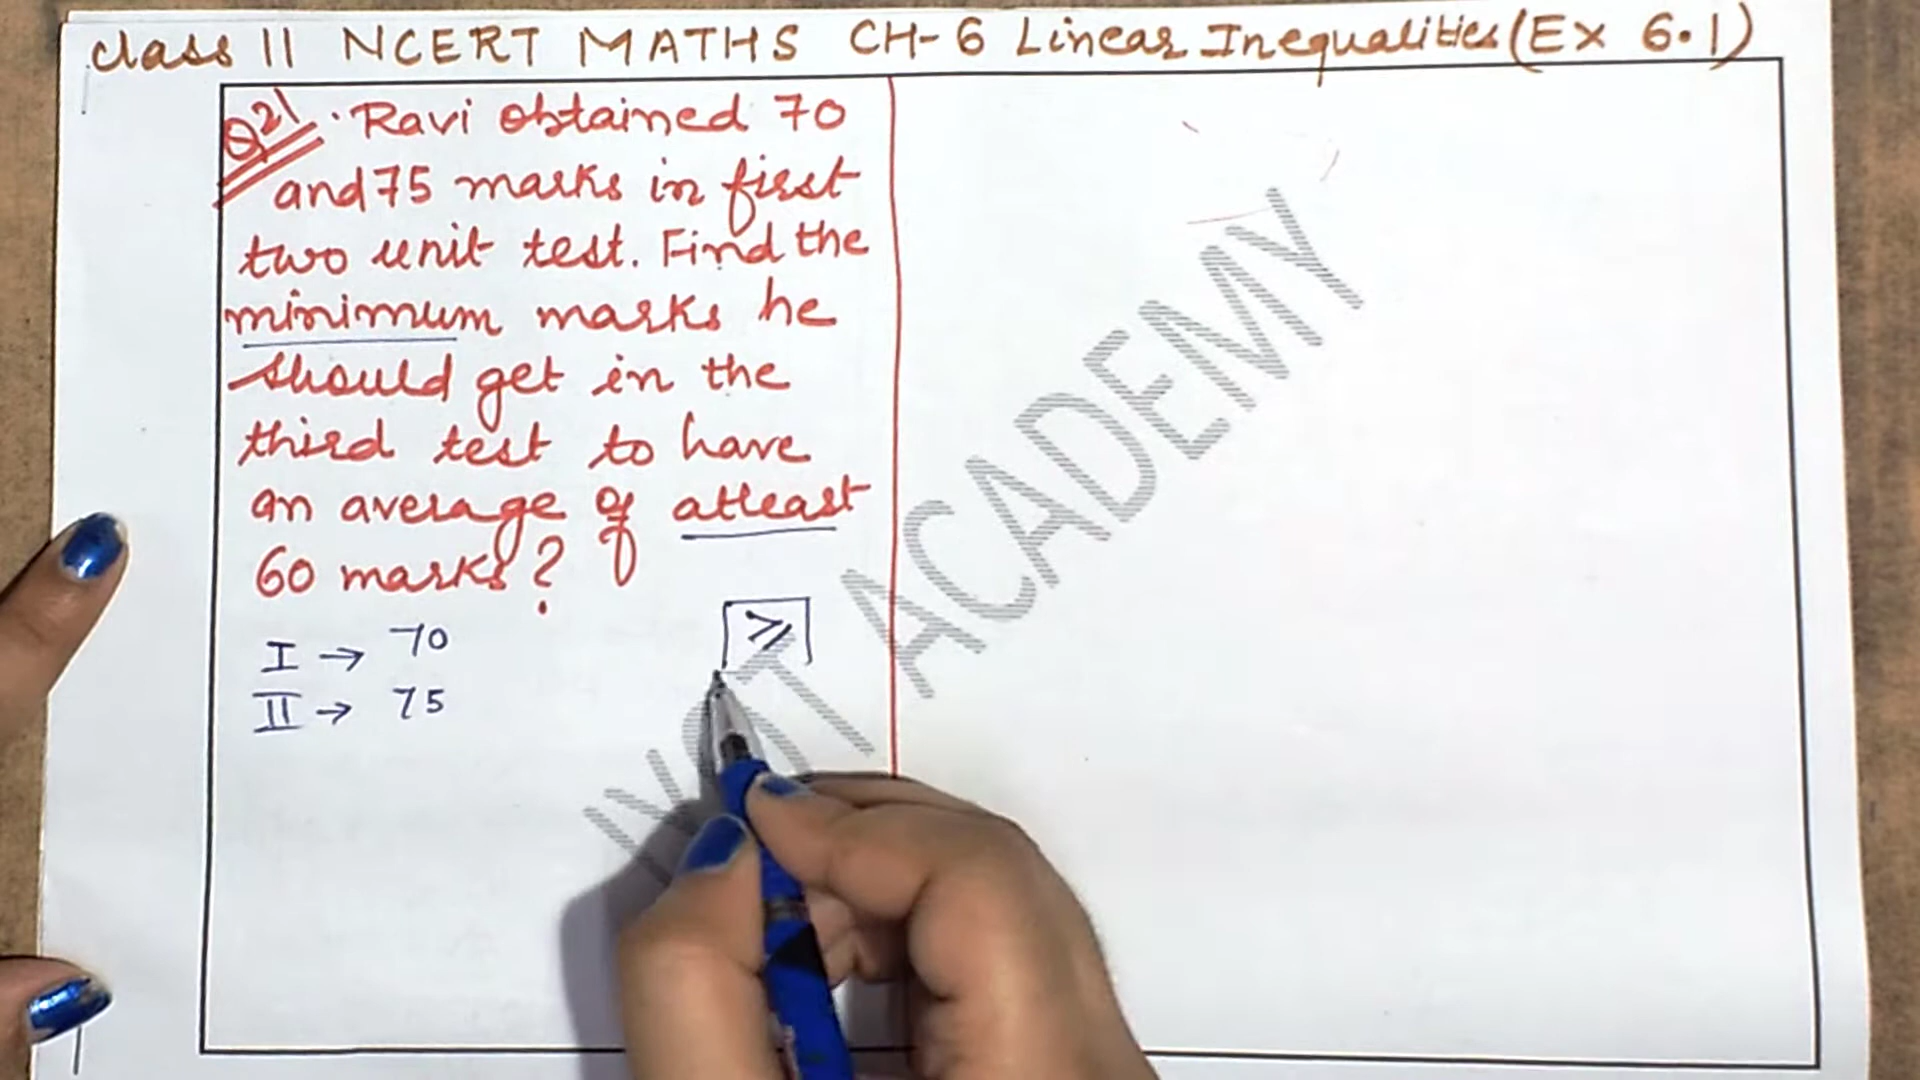 Class 11 NCERT MATHS CH-6 Linear Inequalities (Ex 6.1)
Q21. Ravi obtained 70
and 75 marks in first
two unit test. Find the
minimum marks he
should get in the
third test to have
an average of atleast
60 marks?
I → 70
≥
II → 75
NGT ACADEMY